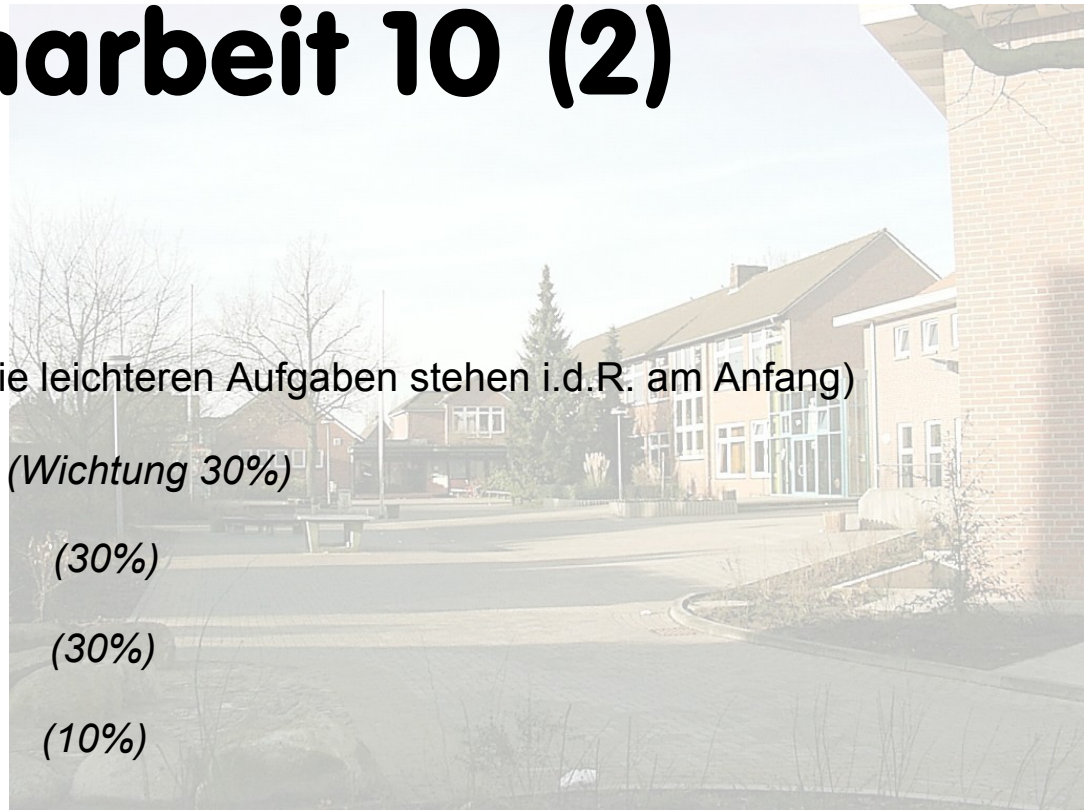 arbeit 10 (2)
ie leichteren Aufgaben stehen i.d.R. am Anfang)
(Wichtung 30%)
(30%)
(30%)
(10%)